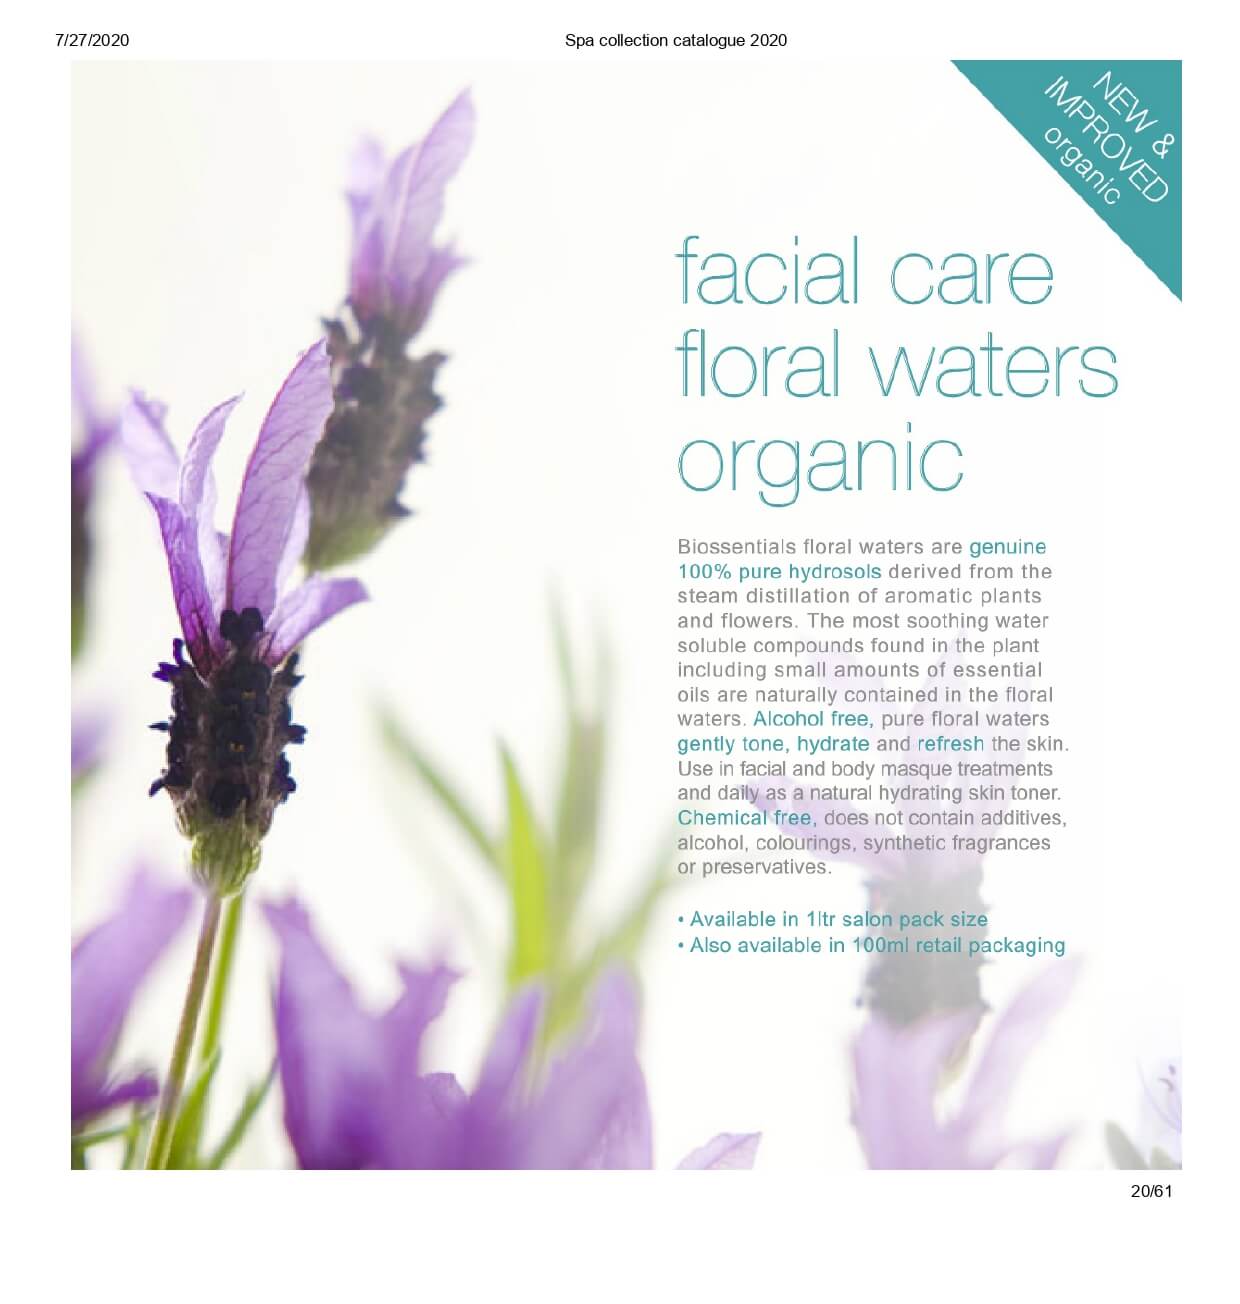 7/27/2020
Spa collection catalogue 2020
NEW &
IMPROVED
organic
facial care
floral waters
organic
Biossentials floral waters are genuine
100% pure hydrosols derived from the
steam distillation of aromatic plants
and flowers. The most soothing water
soluble compounds found in the plant
including small amounts of essential
oils are naturally contained in the floral
waters. Alcohol free, pure floral waters
gently tone, hydrate and refresh the skin.
Use in facial and body masque treatments
and daily as a natural hydrating skin toner.
Chemical free, does not contain additives,
alcohol, colourings, synthetic fragrances
or preservatives.
• Available in 1ltr salon pack size
• Also available in 100ml retail packaging
20/61